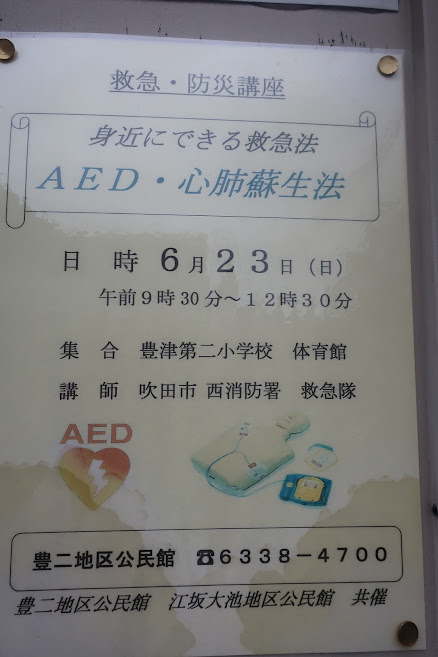 救急・防災講座
身近にできる救急法
ＡＥＤ・心肺蘇生法
日　時　６月２３日（日）
午前９時30分～１２時３０分
集　合　豊津第二小学校　体育館
講　師　吹田市 西消防署　救急隊
AED
豊二地区公民館　☎６３３８－４７００
豊二地区公民館　江坂大池地区公民館　共催